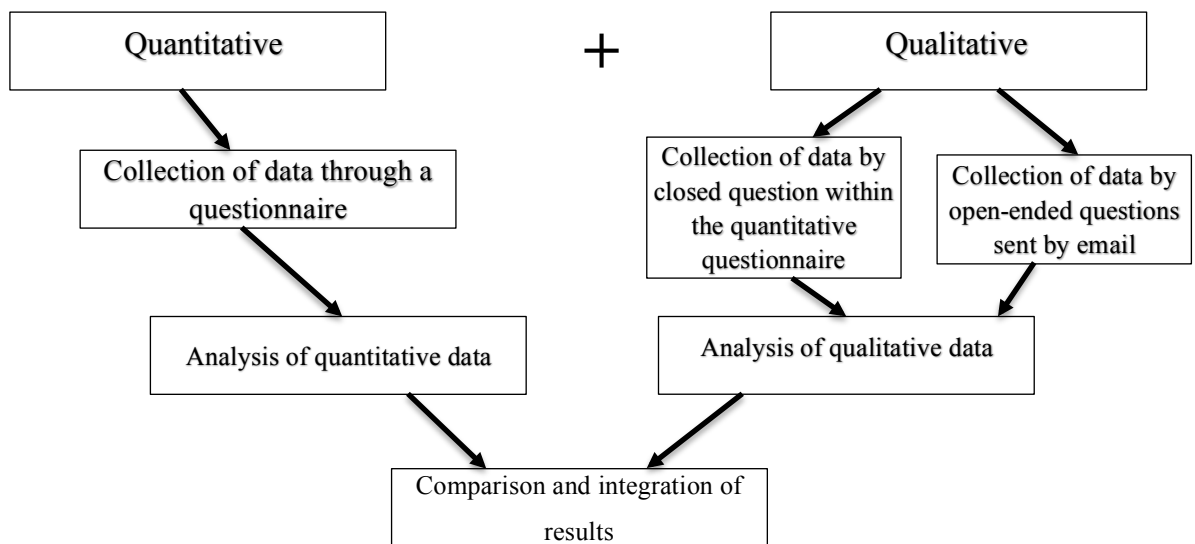 Quantitative
+
Qualitative
Collection of data through a
questionnaire
Collection of data by
closed question within
the quantitative
questionnaire
Collection of data by
open-ended questions
sent by email
Analysis of quantitative data
Analysis of qualitative data
Comparison and integration of
results